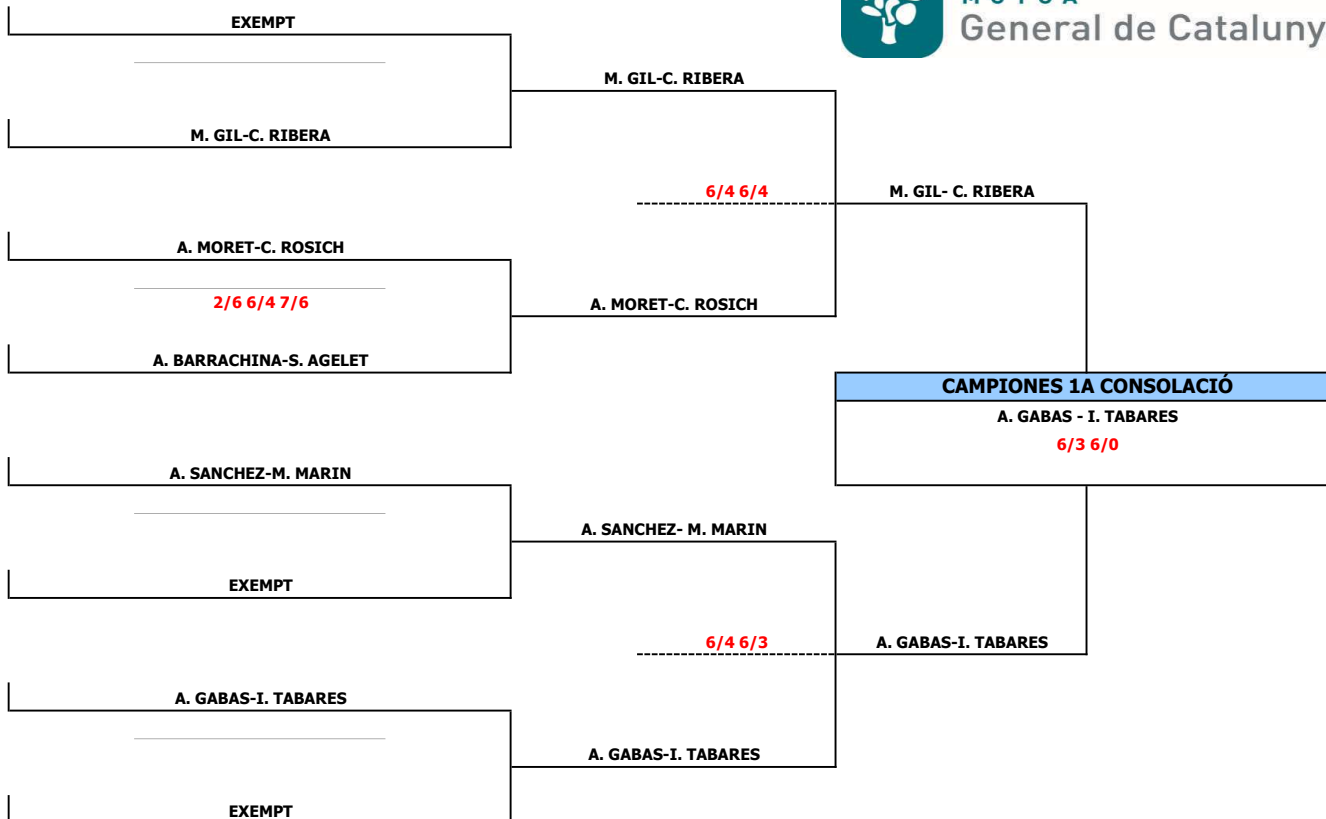 EXEMPT
General de Cataluny
M. GIL-C. RIBERA
M. GIL-C. RIBERA
6/4 6/4
M. GIL- C. RIBERA
A. MORET-C. ROSICH
2/6 6/4 7/6
A. MORET-C. ROSICH
A. BARRACHINA-S. AGELET
CAMPIONES 1A CONSOLACIÓ
A. GABAS - I. TABARES
6/3 6/0
A. SANCHEZ-M. MARIN
A. SANCHEZ- M. MARIN
EXEMPT
6/4 6/3
A. GABAS-I. TABARES
A. GABAS-I. TABARES
A. GABAS-I. TABARES
EXEMPT